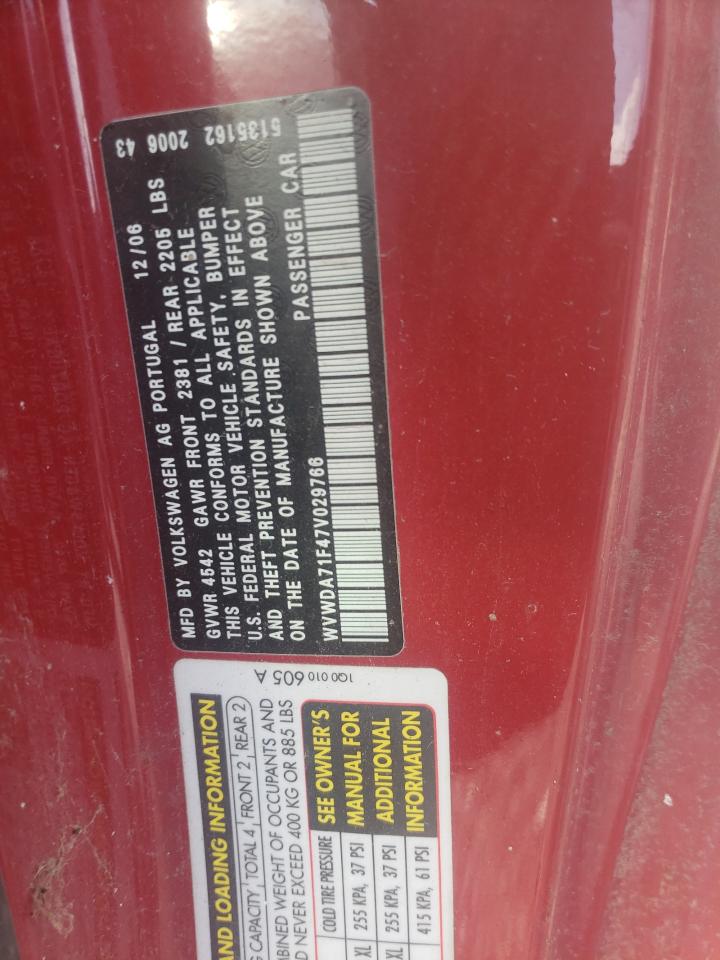 MFD BY VOLKSWAGEN AG PORTUGAL 12/06
GVWR 4542 GAWR FRONT 2381 / REAR 2205 LBS
THIS VEHICLE CONFORMS TO ALL APPLICABLE
U.S. FEDERAL MOTOR VEHICLE SAFETY, BUMPER
AND THEFT PREVENTION STANDARDS IN EFFECT
ON THE DATE OF MANUFACTURE SHOWN ABOVE
WVWDA71F47V029766 PASSENGER CAR
5135162 2006 43
1Q0 010 605 A
AND LOADING INFORMATION
G CAPACITY, TOTAL 4, FRONT 2, REAR 2
MBINED WEIGHT OF OCCUPANTS AND
D NEVER EXCEED 400 KG OR 885 LBS
COLD TIRE PRESSURE
XL 255 KPA, 37 PSI
XL 255 KPA, 37 PSI
415 KPA, 61 PSI
SEE OWNER'S
MANUAL FOR
ADDITIONAL
INFORMATION